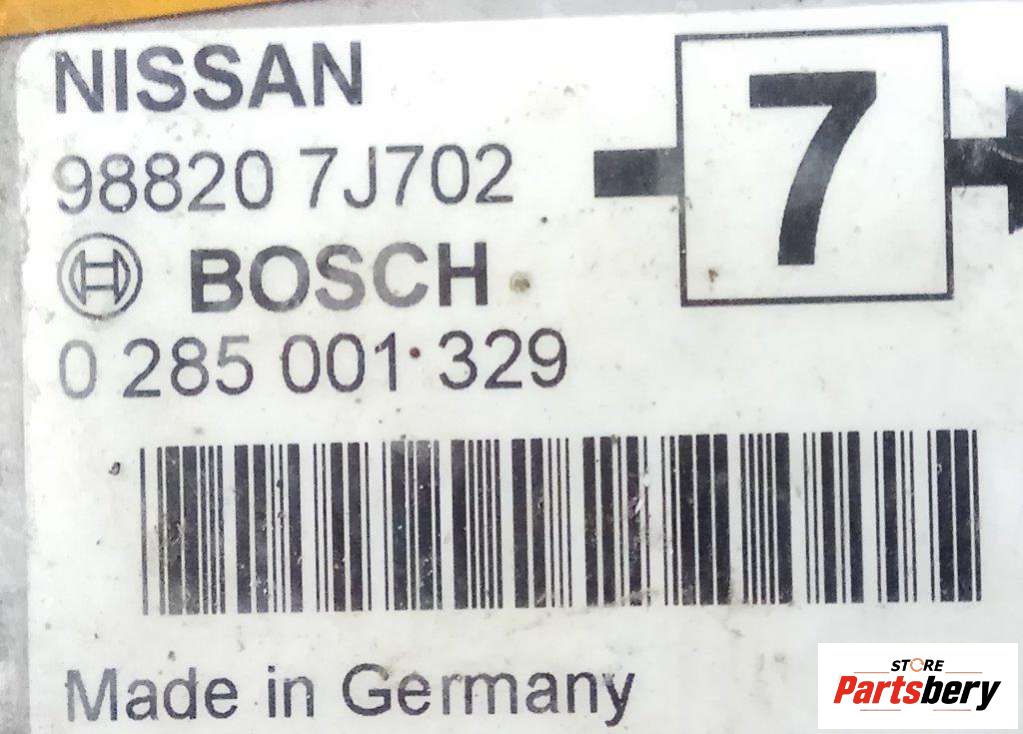 NISSAN
7
98820 7J702
BOSCH
0 285 001 329
Made in Germany
STORE
Partsbery